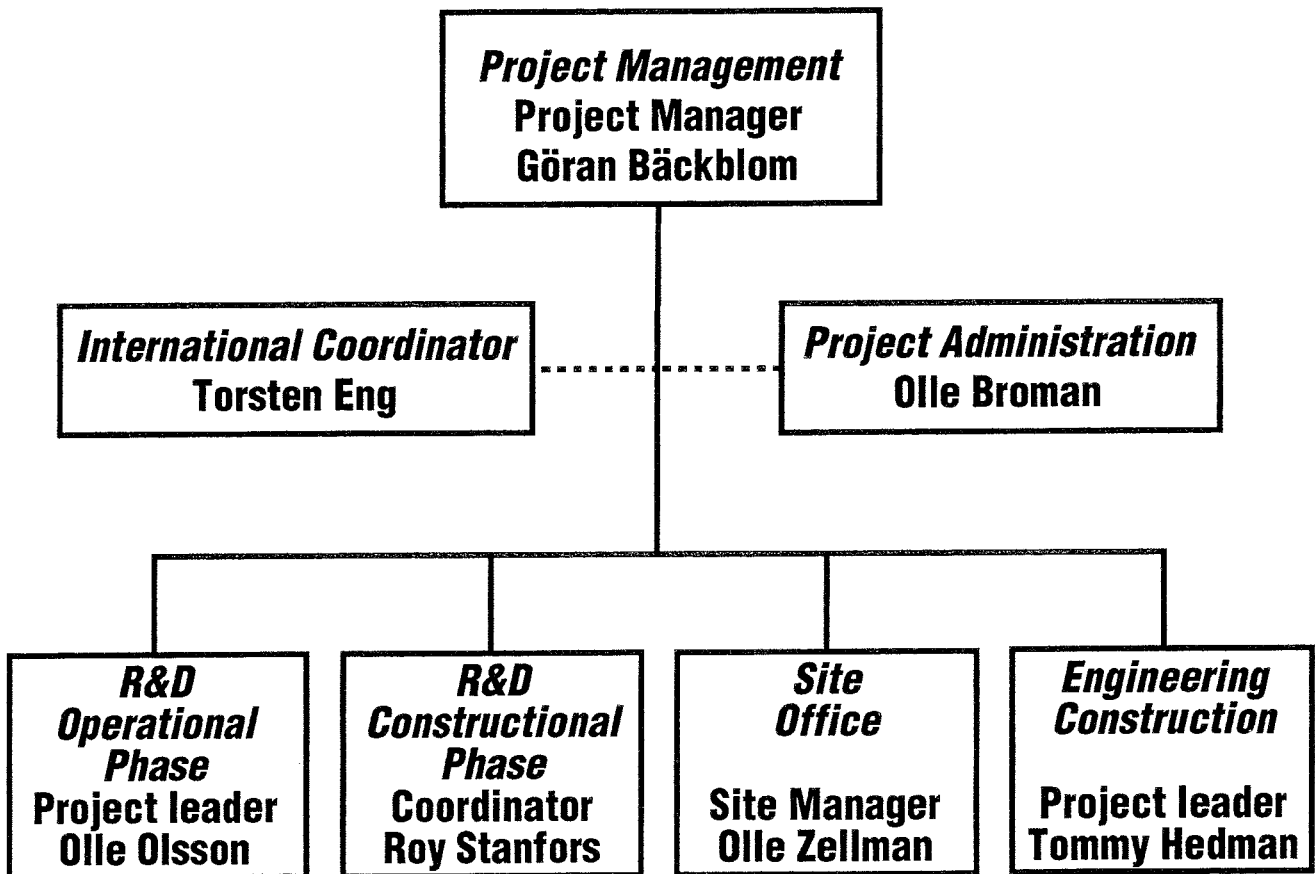 Project Management
Project Manager
Göran Bäckblom
International Coordinator
Torsten Eng
Project Administration
Olle Broman
R&D
Operational
Phase
Project leader
Olle Olsson
R&D
Constructional
Phase
Coordinator
Roy Stanfors
Site
Office
Site Manager
Olle Zellman
Engineering
Construction
Project leader
Tommy Hedman